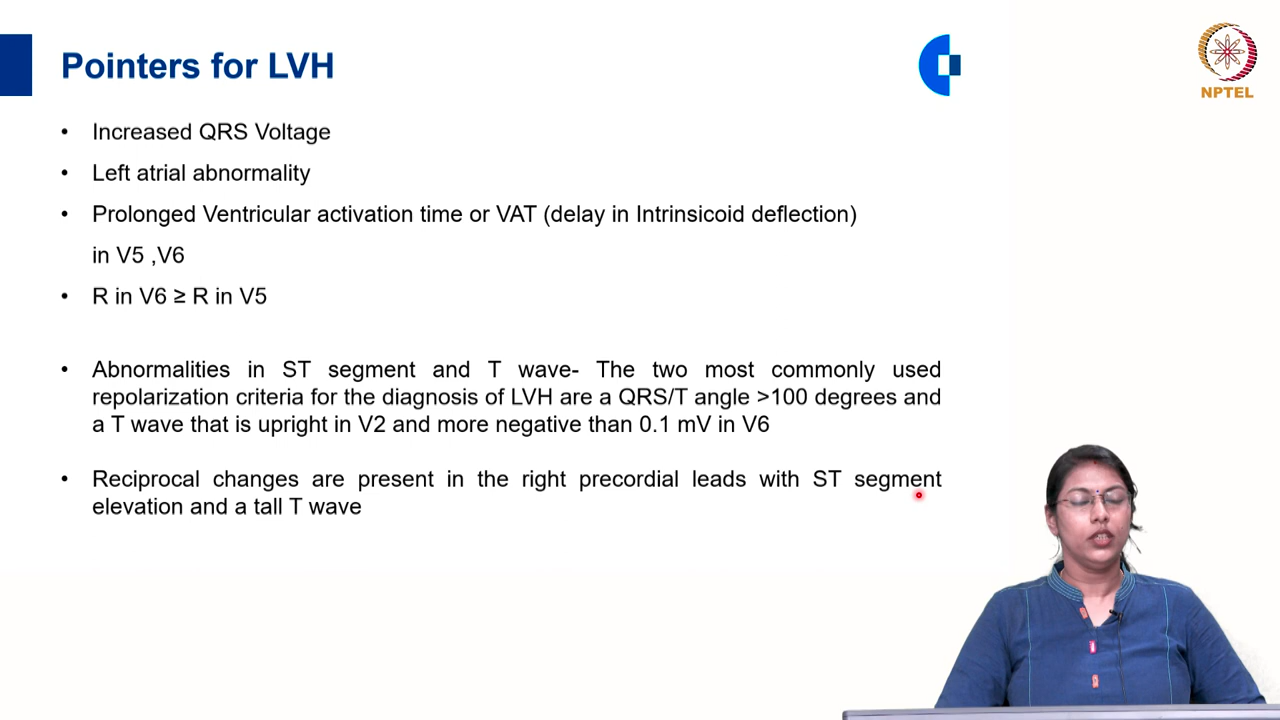 Pointers for LVH
NPTEL
• Increased QRS Voltage
• Left atrial abnormality
• Prolonged Ventricular activation time or VAT (delay in Intrinsicoid deflection)
in V5 ,V6
• R in V6 ≥ R in V5
• Abnormalities in ST segment and T wave- The two most commonly used
repolarization criteria for the diagnosis of LVH are a QRS/T angle >100 degrees and
a T wave that is upright in V2 and more negative than 0.1 mV in V6
• Reciprocal changes are present in the right precordial leads with ST segment
elevation and a tall T wave